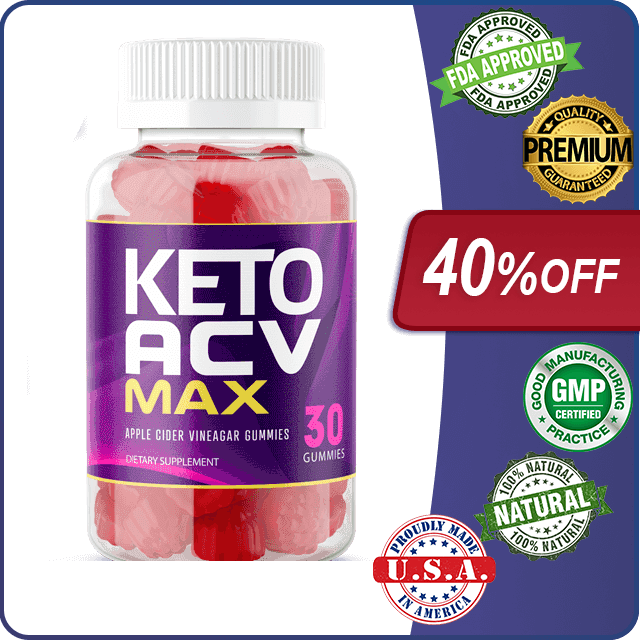 KETO
ACV
MAX
APPLE CIDER VINEAGAR GUMMIES
DIETARY SUPPLEMENT
30
GUMMIES
FDA APPROVED
FDA APPROVED
FDA APPROVED
QUALITY
PREMIUM
GUARANTEED
40%OFF
GOOD MANUFACTURING
GMP
CERTIFIED
PRACTICE
100% NATURAL
NATURAL
100% NATURAL
PROUDLY MADE
U.S.A.
IN AMERICA